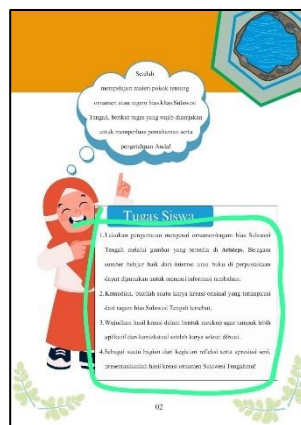 Setelah
mempelajari materi pokok tentang
ornamen atau ragam hias khas Sulawesi
Tengah, berikut tugas yang wajib dikerjakan
untuk memperluas pemahaman serta
pengetahuan Anda!
Tugas Siswa
1. Lakukan pengamatan mengenai ornamen/ragam hias Sulawesi
Tengah melalui gambar yang tersedia di Artsteps. Beragam
sumber belajar baik dari internet atau buku di perpustakaan
dapat digunakan untuk mencari informasi tambahan.
2. Kemudian, buatlah suatu karya kreasi orisinal yang terinspirasi
dari ragam hias Sulawesi Tengah tersebut.
3. Wujudkan hasil kreasi dalam bentuk mockup agar tampak lebih
aplikatif dan kontekstual setelah karya selesai dibuat.
4. Sebagai suatu bagian dari kegiatan refleksi serta apresiasi seni,
presentasikanlah hasil kreasi ornamen Sulawesi Tengahmu!
02